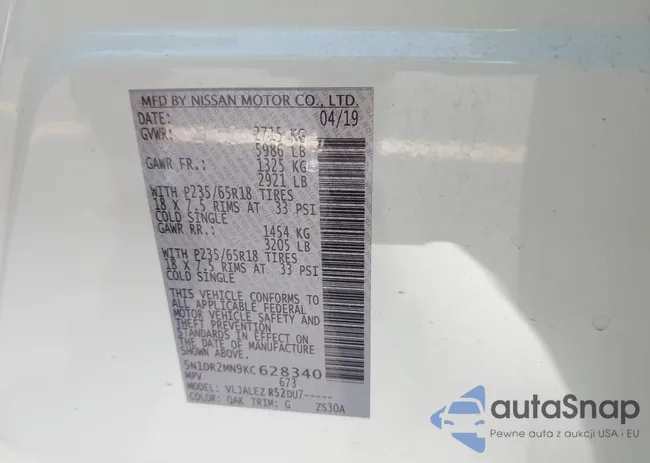 MFD BY NISSAN MOTOR CO., LTD.
DATE: 04/19
GVWR: 2715 KG
5986 LB
GAWR FR.: 1325 KG
2921 LB
WITH P235/65R18 TIRES
18 X 7.5 RIMS AT 33 PSI
COLD SINGLE
GAWR RR.: 1454 KG
3205 LB
WITH P235/65R18 TIRES
18 X 7.5 RIMS AT 33 PSI
COLD SINGLE
THIS VEHICLE CONFORMS TO
ALL APPLICABLE FEDERAL
MOTOR VEHICLE SAFETY AND
THEFT PREVENTION
STANDARDS IN EFFECT ON
THE DATE OF MANUFACTURE
SHOWN ABOVE.
5N1DR2MN9KC628340
MPV 673
MODEL: VLJALEZ R52DU7-----
COLOR: QAK TRIM: G ZS30A
autaSnap
Pewne auta z aukcji USA i EU